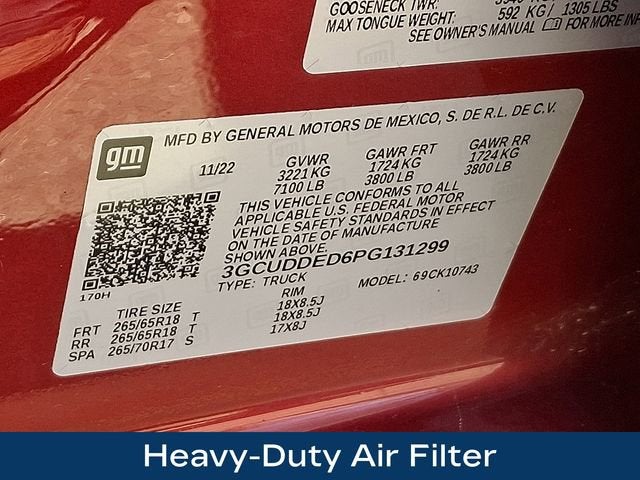 GOOSENECK TWR:
MAX TONGUE WEIGHT: 592 KG / 1305 LBS
SEE OWNER'S MANUAL FOR MORE
gm
MFD BY GENERAL MOTORS DE MEXICO, S. DE R.L. DE C.V.
11/22 GVWR GAWR FRT GAWR RR
3221 KG 1724 KG 1724 KG
7100 LB 3800 LB 3800 LB
THIS VEHICLE CONFORMS TO ALL
APPLICABLE U.S. FEDERAL MOTOR
VEHICLE SAFETY STANDARDS IN EFFECT
ON THE DATE OF MANUFACTURE
SHOWN ABOVE.
3GCUDDED6PG131299
TYPE: TRUCK MODEL: 69CK10743
170H
TIRE SIZE RIM
FRT 265/65R18 T 18X8.5J
RR 265/65R18 T 18X8.5J
SPA 265/70R17 S 17X8J
Heavy-Duty Air Filter